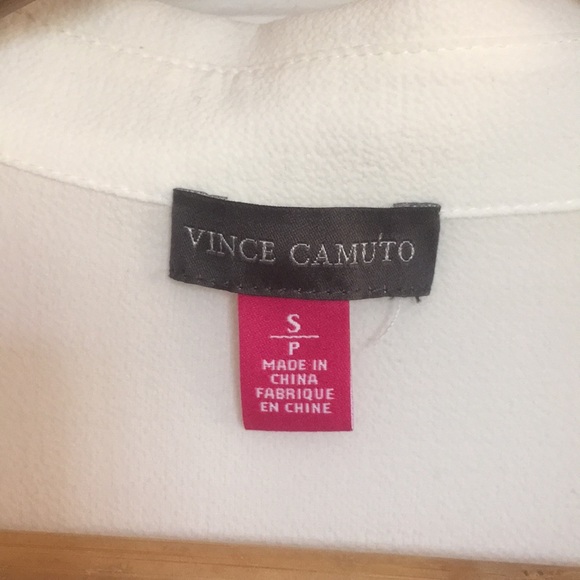 VINCE CAMUTO
S
P
MADE IN
CHINA
FABRIQUE
EN CHINE